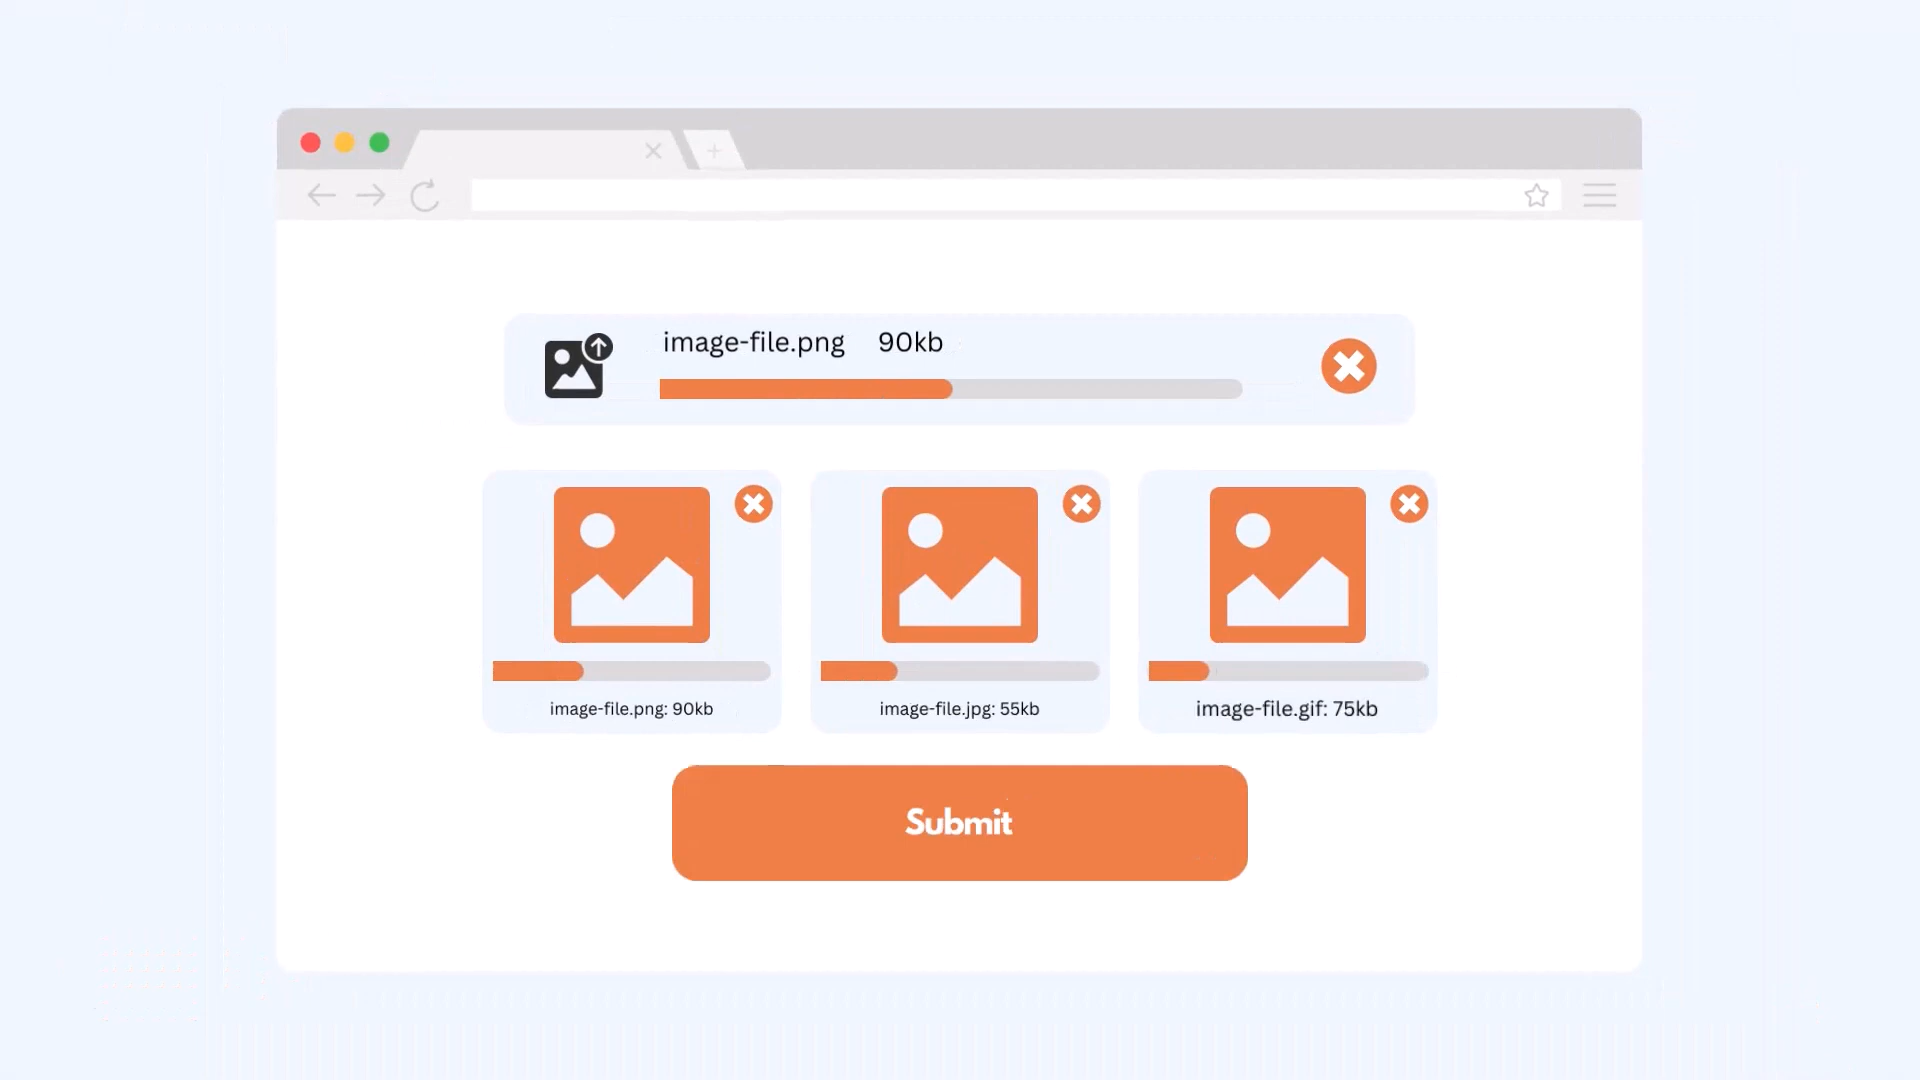 image-file.png 90kb
image-file.png: 90kb
image-file.jpg: 55kb
image-file.gif: 75kb
Submit